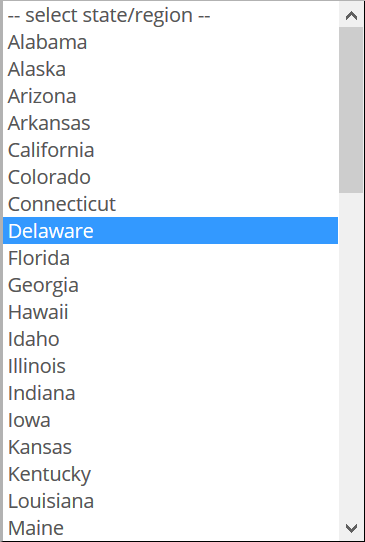 -- select state/region --
Alabama
Alaska
Arizona
Arkansas
California
Colorado
Connecticut
Delaware
Florida
Georgia
Hawaii
Idaho
Illinois
Indiana
Iowa
Kansas
Kentucky
Louisiana
Maine